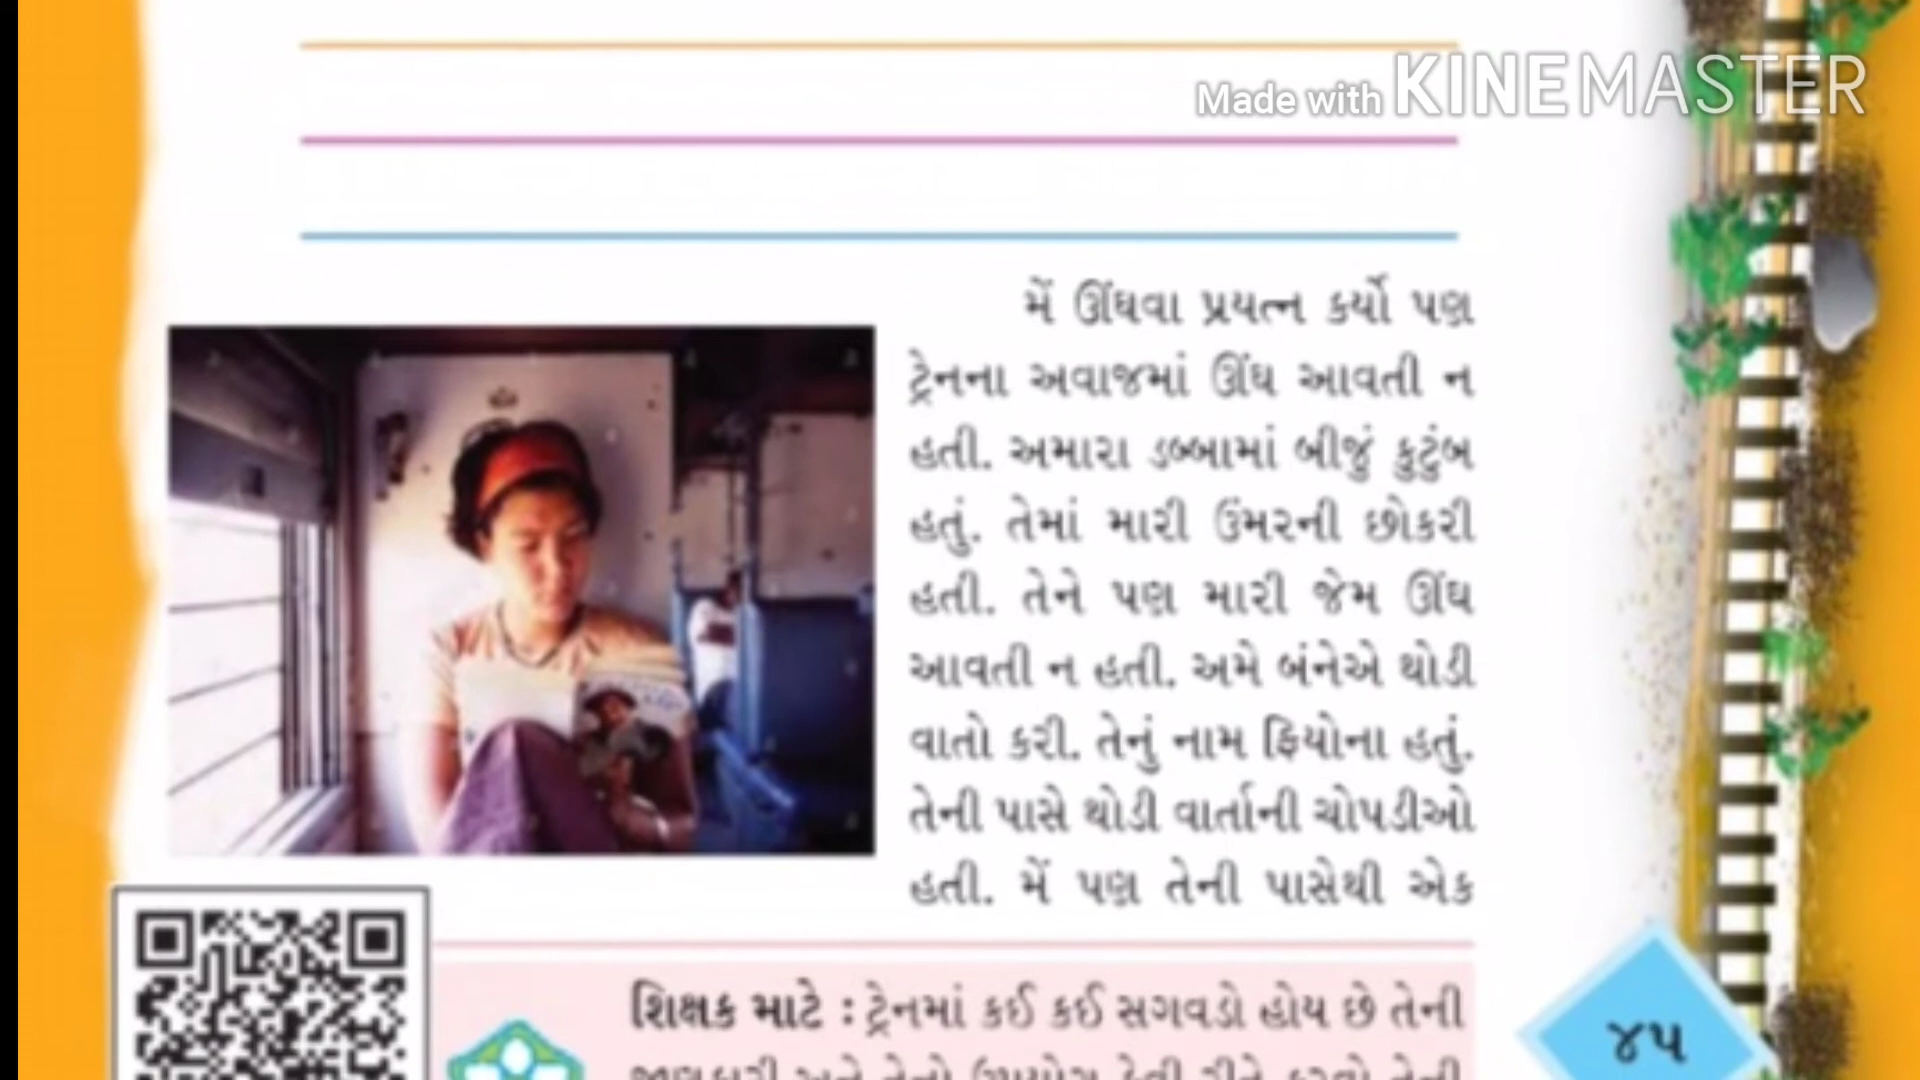 Made with KINEMASTER
મેં ઊંઘવા પ્રયત્ન કર્યો પણ
ટ્રેનના અવાજમાં ઊંઘ આવતી ન
હતી. અમારા ડબ્બામાં બીજું કુટુંબ
હતું. તેમાં મારી ઉંમરની છોકરી
હતી. તેને પણ મારી જેમ ઊંઘ
આવતી ન હતી. અમે બંનેએ થોડી
વાતો કરી. તેનું નામ ફિયોના હતું.
તેની પાસે થોડી વાર્તાની ચોપડીઓ
હતી. મેં પણ તેની પાસેથી એક
શિક્ષક માટે : ટ્રેનમાં કઈ કઈ સગવડો હોય છે તેની
૪૫